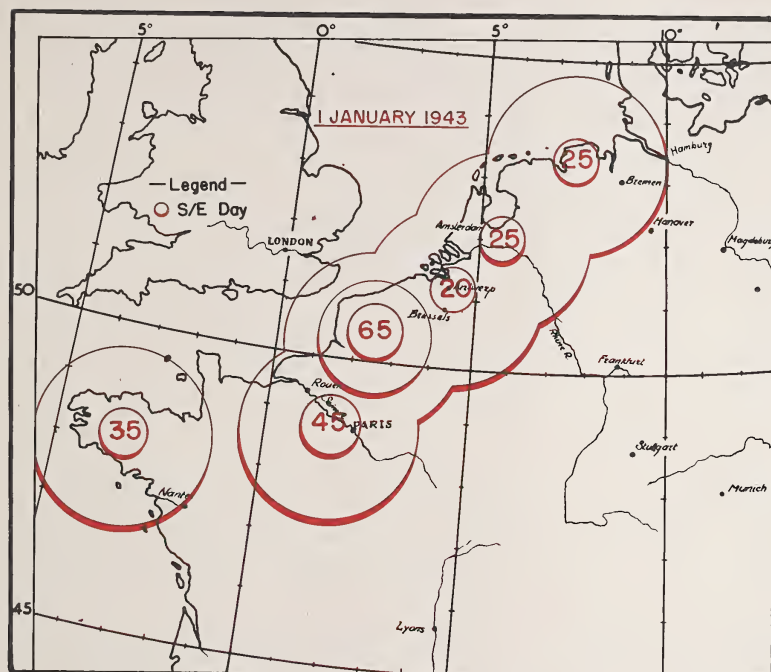 5°
0°
5°
10°
1 JANUARY 1943
Hamburg
25
Bremen
— Legend —
S/E Day
Amsterdam
Hanover
LONDON
25
Magdebur
50
20
Antwerp
Brussels
65
Rhine R.
Frankfurt
Rouen
35
45
PARIS
Stuttgart
Nantes
Munich
45
Lyons